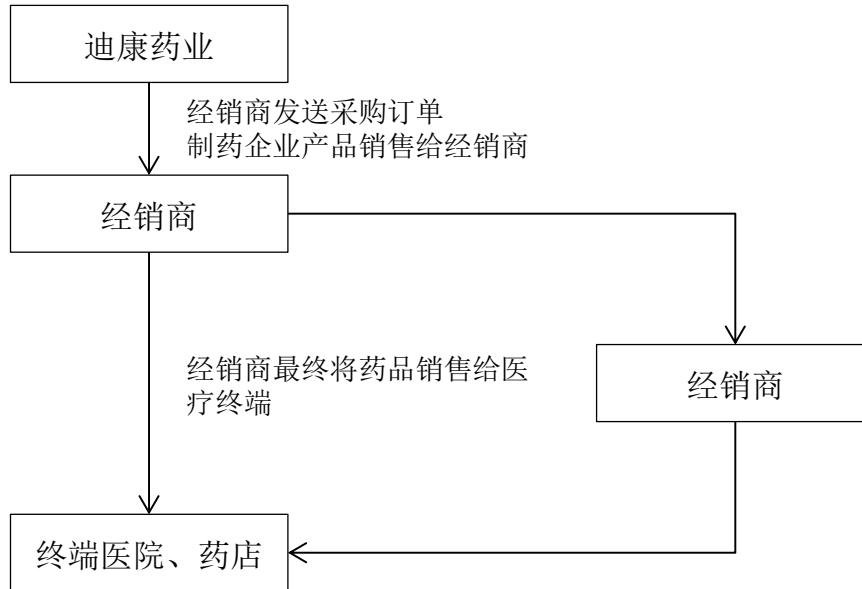 迪康药业
经销商发送采购订单
制药企业产品销售给经销商
经销商
经销商最终将药品销售给医
疗终端
经销商
终端医院、药店